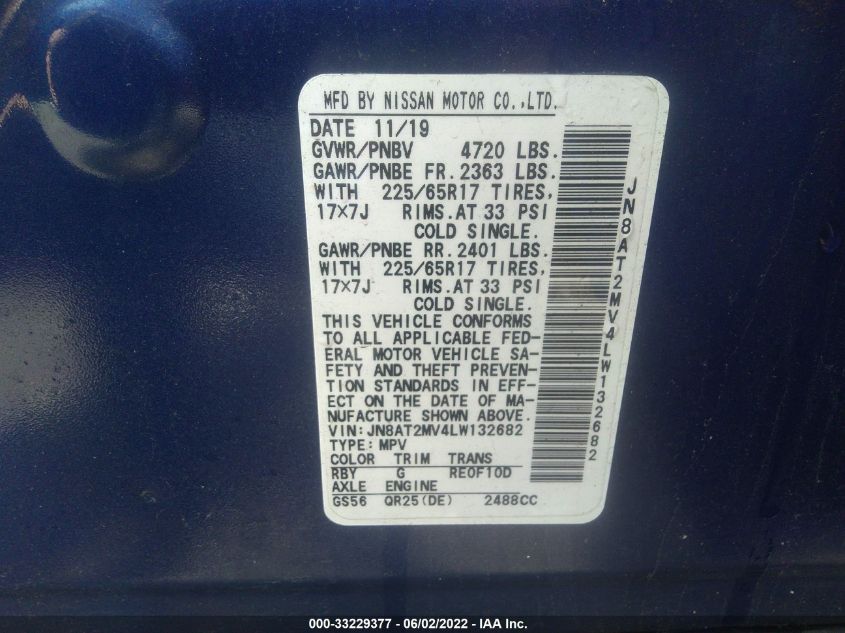 MFD BY NISSAN MOTOR CO.,LTD.
DATE 11/19
GVWR/PNBV 4720 LBS.
GAWR/PNBE FR. 2363 LBS.
WITH 225/65R17 TIRES,
17×7J RIMS. AT 33 PSI
COLD SINGLE.
GAWR/PNBE RR. 2401 LBS.
WITH 225/65R17 TIRES,
17×7J RIMS. AT 33 PSI
COLD SINGLE.
THIS VEHICLE CONFORMS
TO ALL APPLICABLE FED-
ERAL MOTOR VEHICLE SA-
FETY AND THEFT PREVEN-
TION STANDARDS IN EFF-
ECT ON THE DATE OF MA-
NUFACTURE SHOWN ABOVE.
VIN: JN8AT2MV4LW132682
TYPE: MPV
COLOR TRIM TRANS
RBY G RE0F10D
AXLE ENGINE
GS56 QR25(DE) 2488CC
JN8AT2MV4LW132682
000-33229377 - 06/02/2022 - IAA Inc.